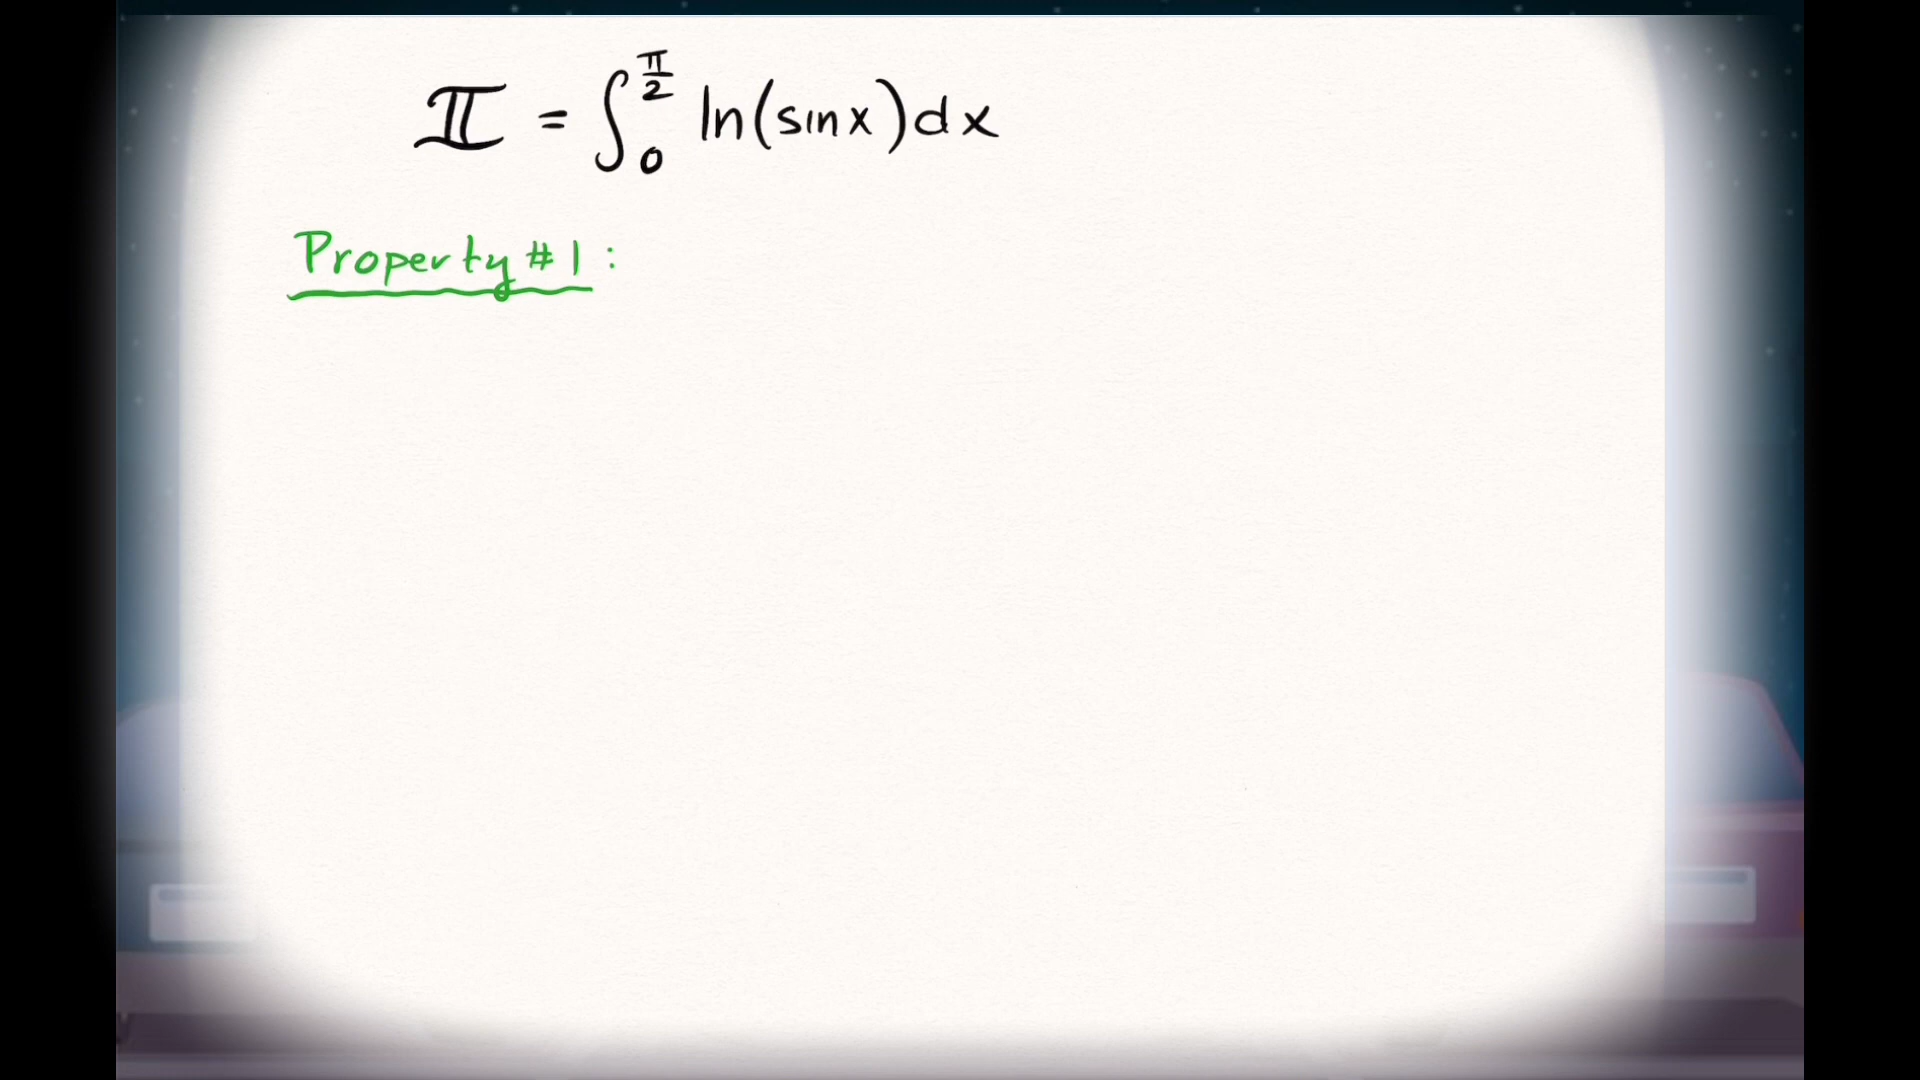 I = ∫₀^{π/2} ln(sin x) dx
Property #1: